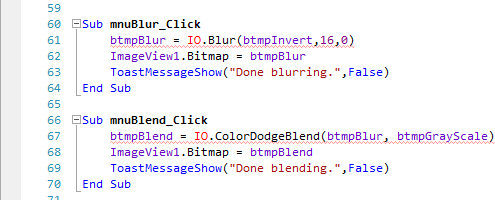 59
60 Sub mnuBlur_Click
61 btmpBlur = IO.Blur(btmpInvert,16,0)
62 ImageView1.Bitmap = btmpBlur
63 ToastMessageShow("Done blurring.",False)
64 End Sub
65
66 Sub mnuBlend_Click
67 btmpBlend = IO.ColorDodgeBlend(btmpBlur, btmpGrayScale)
68 ImageView1.Bitmap = btmpBlend
69 ToastMessageShow("Done blending.",False)
70 End Sub
71